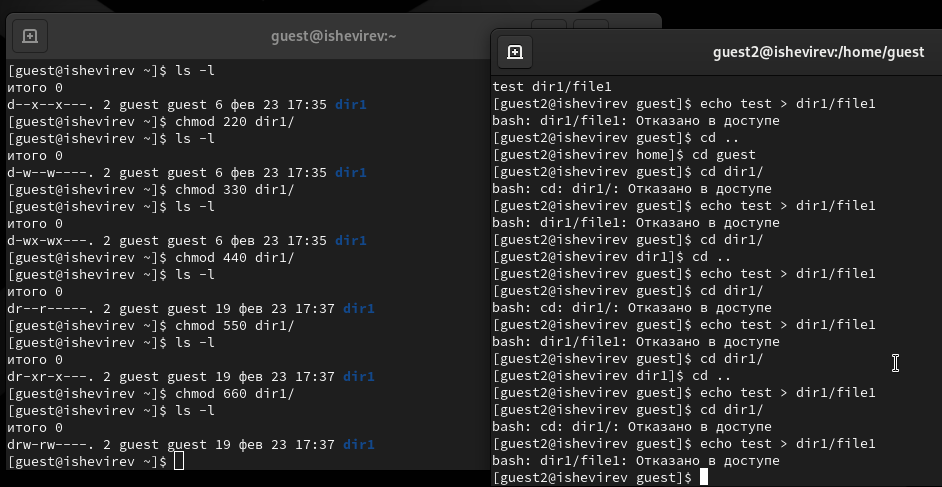 guest@ishevirev:~
[guest@ishevirev ~]$ ls -l
итого 0
d--x--x---. 2 guest guest 6 фев 23 17:35 dir1
[guest@ishevirev ~]$ chmod 220 dir1/
[guest@ishevirev ~]$ ls -l
итого 0
d-w--w----. 2 guest guest 6 фев 23 17:35 dir1
[guest@ishevirev ~]$ chmod 330 dir1/
[guest@ishevirev ~]$ ls -l
итого 0
d-wx-wx---. 2 guest guest 6 фев 23 17:35 dir1
[guest@ishevirev ~]$ chmod 440 dir1/
[guest@ishevirev ~]$ ls -l
итого 0
dr--r-----. 2 guest guest 19 фев 23 17:37 dir1
[guest@ishevirev ~]$ chmod 550 dir1/
[guest@ishevirev ~]$ ls -l
итого 0
dr-xr-x---. 2 guest guest 19 фев 23 17:37 dir1
[guest@ishevirev ~]$ chmod 660 dir1/
[guest@ishevirev ~]$ ls -l
итого 0
drw-rw----. 2 guest guest 19 фев 23 17:37 dir1
[guest@ishevirev ~]$
guest2@ishevirev:/home/guest
test dir1/file1
[guest2@ishevirev guest]$ echo test > dir1/file1
bash: dir1/file1: Отказано в доступе
[guest2@ishevirev guest]$ cd ..
[guest2@ishevirev home]$ cd guest
[guest2@ishevirev guest]$ cd dir1/
bash: cd: dir1/: Отказано в доступе
[guest2@ishevirev guest]$ echo test > dir1/file1
bash: dir1/file1: Отказано в доступе
[guest2@ishevirev guest]$ cd dir1/
[guest2@ishevirev dir1]$ cd ..
[guest2@ishevirev guest]$ echo test > dir1/file1
[guest2@ishevirev guest]$ cd dir1/
bash: cd: dir1/: Отказано в доступе
[guest2@ishevirev guest]$ echo test > dir1/file1
bash: dir1/file1: Отказано в доступе
[guest2@ishevirev guest]$ cd dir1/
[guest2@ishevirev dir1]$ cd ..
[guest2@ishevirev guest]$ echo test > dir1/file1
[guest2@ishevirev guest]$ cd dir1/
bash: cd: dir1/: Отказано в доступе
[guest2@ishevirev guest]$ echo test > dir1/file1
bash: dir1/file1: Отказано в доступе
[guest2@ishevirev guest]$